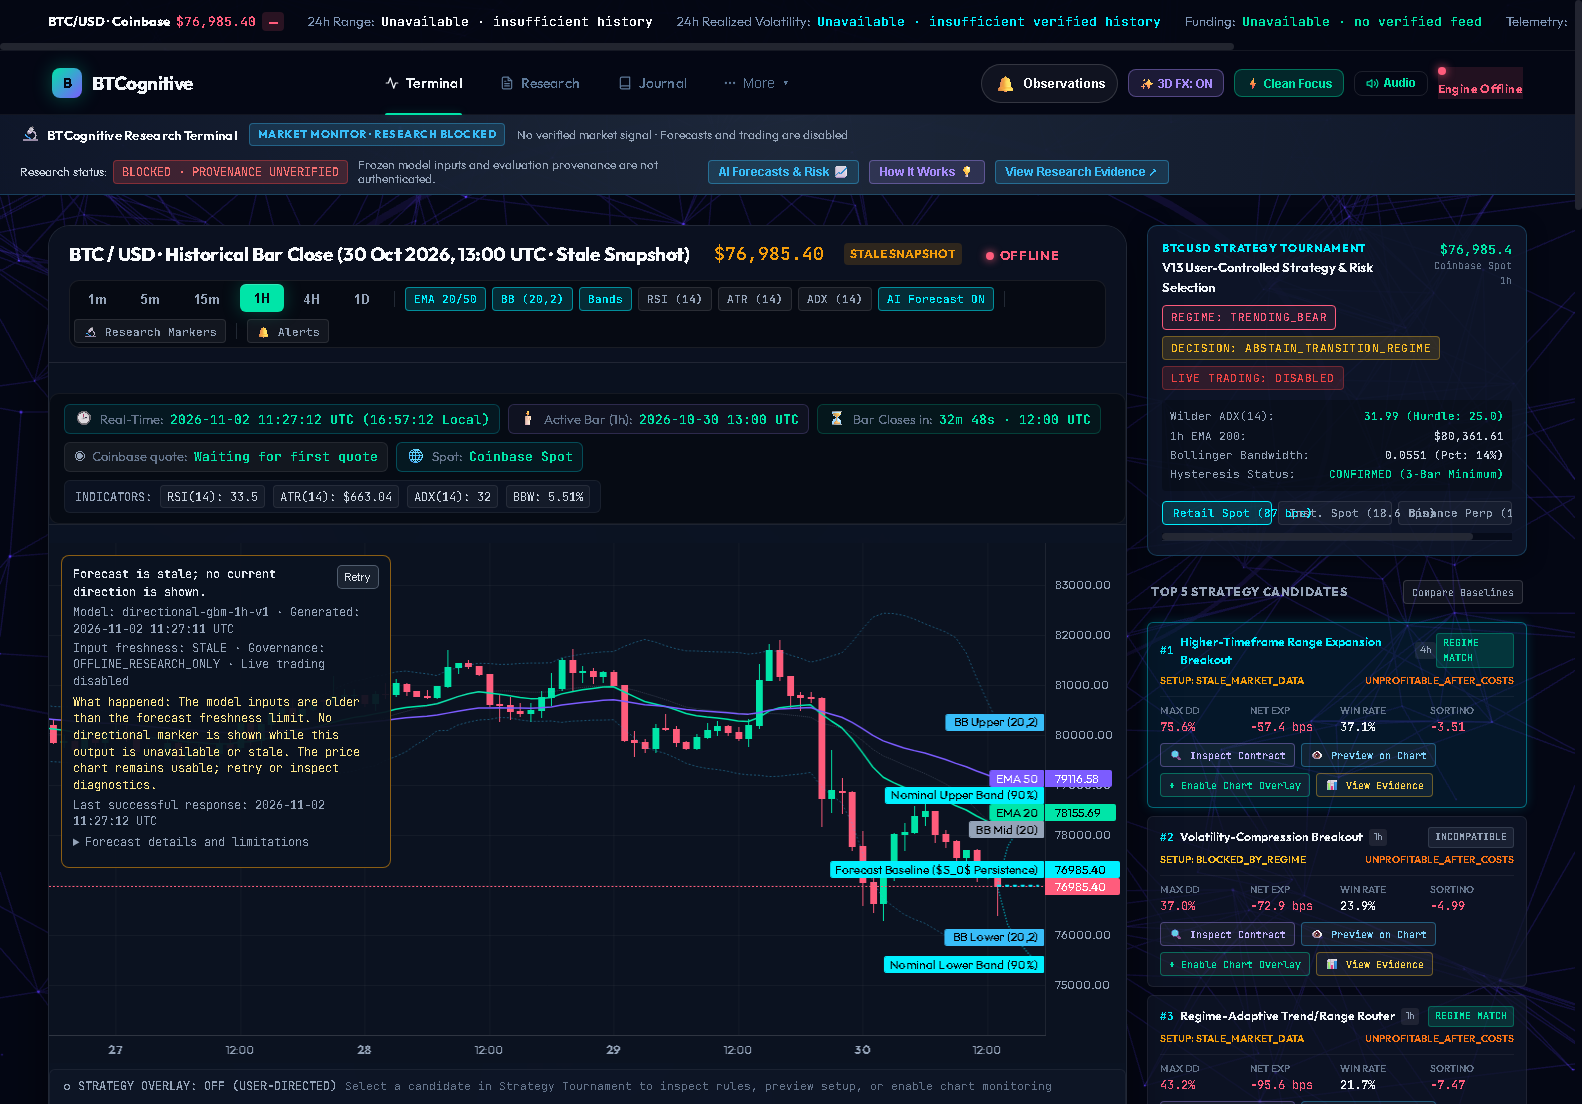 BTC/USD · Coinbase $76,985.40 — 24h Range: Unavailable · insufficient history 24h Realized Volatility: Unavailable · insufficient verified history Funding: Unavailable · no verified feed Telemetry:
B BTCognitive Terminal Research Journal ··· More ▾ Observations 3D FX: ON Clean Focus Audio Engine Offline
BTCognitive Research Terminal MARKET MONITOR · RESEARCH BLOCKED No verified market signal · Forecasts and trading are disabled
Research status: BLOCKED · PROVENANCE UNVERIFIED Frozen model inputs and evaluation provenance are not
authenticated.
AI Forecasts & Risk How It Works View Research Evidence ↗
BTC / USD · Historical Bar Close (30 Oct 2026, 13:00 UTC · Stale Snapshot) $76,985.40 STALE SNAPSHOT OFFLINE
1m 5m 15m 1H 4H 1D EMA 20/50 BB (20,2) Bands RSI (14) ATR (14) ADX (14) AI Forecast ON
Research Markers Alerts
Real-Time: 2026-11-02 11:27:12 UTC (16:57:12 Local) Active Bar (1h): 2026-10-30 13:00 UTC Bar Closes in: 32m 48s · 12:00 UTC
Coinbase quote: Waiting for first quote Spot: Coinbase Spot
INDICATORS: RSI(14): 33.5 ATR(14): $663.04 ADX(14): 32 BBW: 5.51%
Forecast is stale; no current
direction is shown.
Retry
Model: directional-gbm-1h-v1 · Generated:
2026-11-02 11:27:11 UTC
Input freshness: STALE · Governance:
OFFLINE_RESEARCH_ONLY · Live trading
disabled
What happened: The model inputs are older
than the forecast freshness limit. No
directional marker is shown while this
output is unavailable or stale. The price
chart remains usable; retry or inspect
diagnostics.
Last successful response: 2026-11-02
11:27:12 UTC
▶ Forecast details and limitations
83000.00
82000.00
81000.00
BB Upper (20,2)
80000.00
EMA 50 79116.58
Nominal Upper Band (90%)
EMA 20 78155.69
BB Mid (20) 78000.00
Forecast Baseline ($S_0$ Persistence) 76985.40
76985.40
BB Lower (20,2) 76000.00
Nominal Lower Band (90%)
75000.00
27 12:00 28 12:00 29 12:00 30 12:00
STRATEGY OVERLAY: OFF (USER-DIRECTED) Select a candidate in Strategy Tournament to inspect rules, preview setup, or enable chart monitoring
BTCUSD STRATEGY TOURNAMENT $76,985.4
V13 User-Controlled Strategy & Risk
Selection
Coinbase Spot
1h
REGIME: TRENDING_BEAR
DECISION: ABSTAIN_TRANSITION_REGIME
LIVE TRADING: DISABLED
Wilder ADX(14): 31.99 (Hurdle: 25.0)
1h EMA 200: $80,361.61
Bollinger Bandwidth: 0.0551 (Pct: 14%)
Hysteresis Status: CONFIRMED (3-Bar Minimum)
Retail Spot (87 bps) Inst. Spot (18.6 bps) Binance Perp (1
TOP 5 STRATEGY CANDIDATES Compare Baselines
#1 Higher-Timeframe Range Expansion
Breakout
4h REGIME
MATCH
SETUP: STALE_MARKET_DATA UNPROFITABLE_AFTER_COSTS
MAX DD NET EXP WIN RATE SORTINO
75.6% -57.4 bps 37.1% -3.51
Inspect Contract Preview on Chart
+ Enable Chart Overlay View Evidence
#2 Volatility-Compression Breakout 1h INCOMPATIBLE
SETUP: BLOCKED_BY_REGIME UNPROFITABLE_AFTER_COSTS
MAX DD NET EXP WIN RATE SORTINO
37.0% -72.9 bps 23.9% -4.99
Inspect Contract Preview on Chart
+ Enable Chart Overlay View Evidence
#3 Regime-Adaptive Trend/Range Router 1h REGIME MATCH
SETUP: STALE_MARKET_DATA UNPROFITABLE_AFTER_COSTS
MAX DD NET EXP WIN RATE SORTINO
43.2% -95.6 bps 21.7% -7.47